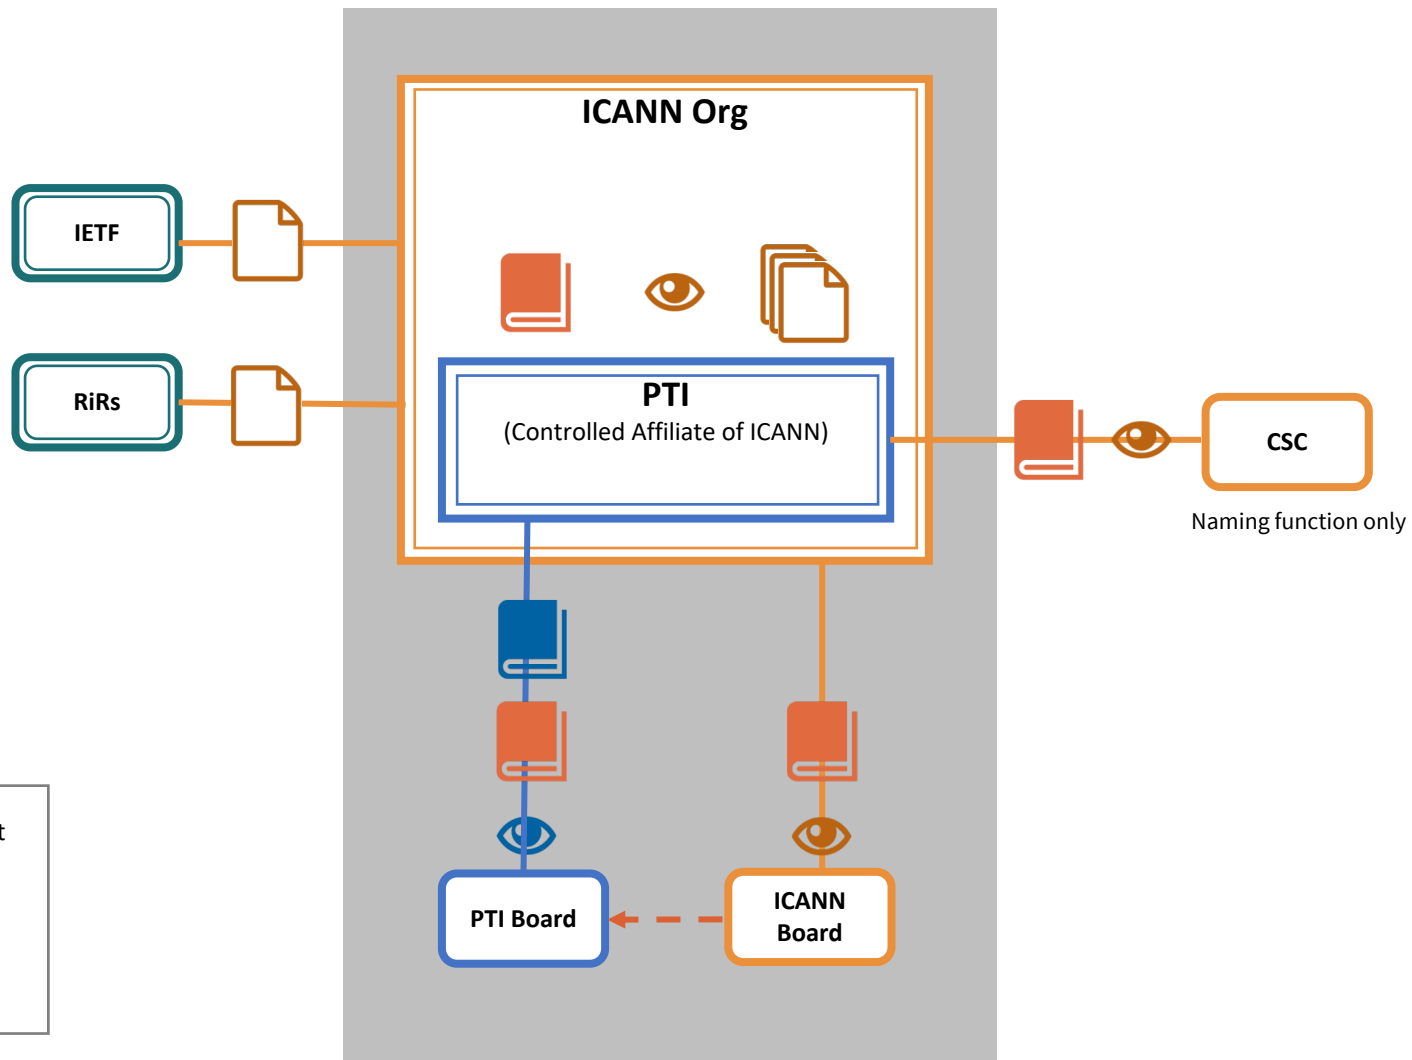 ICANN Org
IETF
RiRs
PTI
(Controlled Affiliate of ICANN)
CSC
Naming function only
PTI Board
ICANN
Board